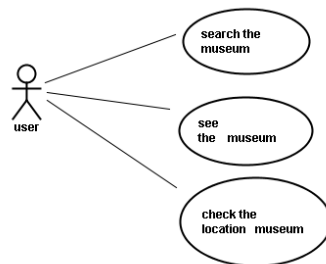 search the
museum
user
see
the museum
check the
location museum